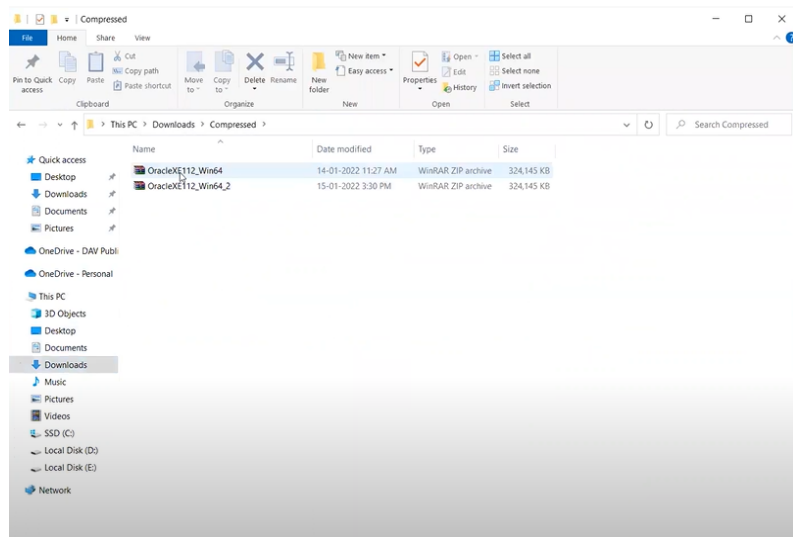 Compressed
File Home Share View
Pin to Quick access
Copy
Paste
Cut
Copy path
Paste shortcut
Clipboard
Move to
Copy to
Delete
Rename
Organize
New folder
New item
Easy access
New
Properties
Open
Edit
History
Open
Select all
Select none
Invert selection
Select
This PC > Downloads > Compressed >
Search Compressed
Name Date modified Type Size
OracleXE112_Win64 14-01-2022 11:27 AM WinRAR ZIP archive 324,145 KB
OracleXE112_Win64_2 15-01-2022 3:30 PM WinRAR ZIP archive 324,145 KB
Quick access
Desktop
Downloads
Documents
Pictures
OneDrive - DAV Publi
OneDrive - Personal
This PC
3D Objects
Desktop
Documents
Downloads
Music
Pictures
Videos
SSD (C:)
Local Disk (D:)
Local Disk (E:)
Network